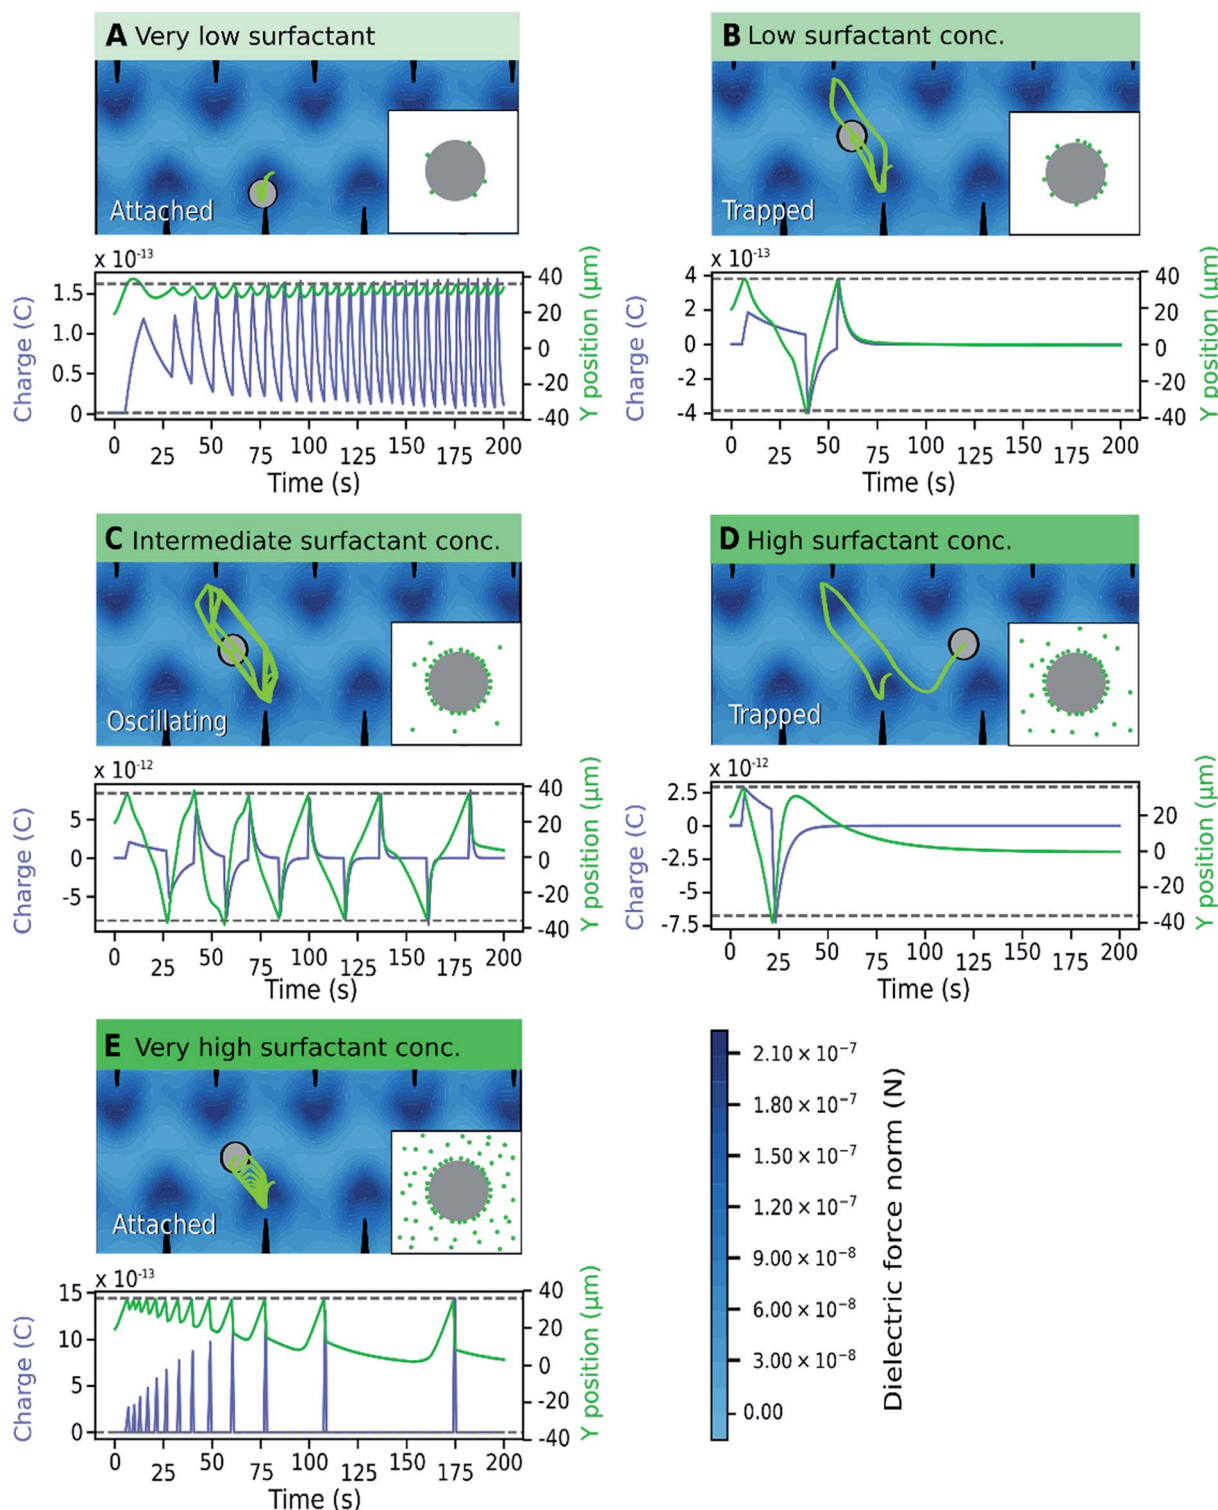 A Very low surfactant
Attached
x 10⁻¹³
1.5
1.0
0.5
0
40
20
0
-20
-40
Charge (C)
Y position (µm)
0 25 50 75 100 125 150 175 200
Time (s)
B Low surfactant conc.
Trapped
x 10⁻¹³
4
2
0
-2
-4
40
20
0
-20
-40
Charge (C)
Y position (µm)
0 25 50 75 100 125 150 175 200
Time (s)
C Intermediate surfactant conc.
Oscillating
x 10⁻¹²
5
0
-5
40
20
0
-20
-40
Charge (C)
Y position (µm)
0 25 50 75 100 125 150 175 200
Time (s)
D High surfactant conc.
Trapped
x 10⁻¹²
2.5
0
-2.5
-5
-7.5
20
0
-20
-40
Charge (C)
Y position (µm)
0 25 50 75 100 125 150 175 200
Time (s)
E Very high surfactant conc.
Attached
x 10⁻¹³
15
10
5
0
40
20
0
-20
-40
Charge (C)
Y position (µm)
0 25 50 75 100 125 150 175 200
Time (s)
2.10 × 10⁻⁷
1.80 × 10⁻⁷
1.50 × 10⁻⁷
1.20 × 10⁻⁷
9.00 × 10⁻⁸
6.00 × 10⁻⁸
3.00 × 10⁻⁸
0.00
Dielectric force norm (N)